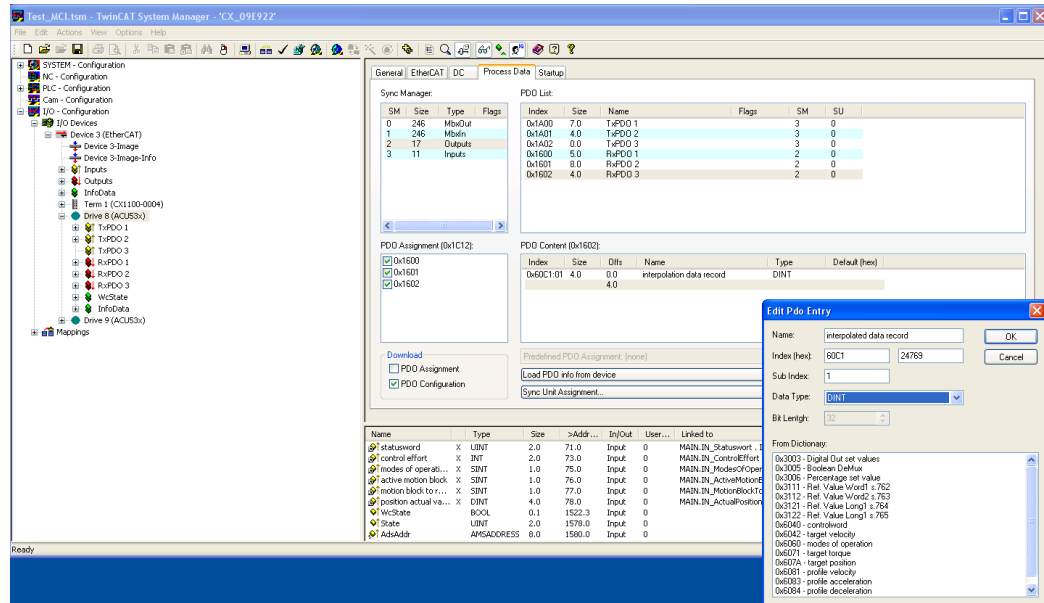 Test_MCI.tsm - TwinCAT System Manager - 'CX_09E922'
File Edit Actions View Options Help
SYSTEM - Configuration
NC - Configuration
PLC - Configuration
Cam - Configuration
I/O - Configuration
I/O Devices
Device 3 (EtherCAT)
Device 3-Image
Device 3-Image-Info
Inputs
Outputs
InfoData
Term 1 (CX1100-0004)
Drive 8 (ACU53x)
TxPDO 1
TxPDO 2
TxPDO 3
RxPDO 1
RxPDO 2
RxPDO 3
WcState
InfoData
Drive 9 (ACU53x)
Mappings
General EtherCAT DC Process Data Startup
Sync Manager:
SM Size Type Flags
0 246 MbxOut
1 246 MbxIn
2 17 Outputs
3 11 Inputs
PDO List:
Index Size Name Flags SM SU
0x1A00 7.0 TxPDO 1 3 0
0x1A01 4.0 TxPDO 2 3 0
0x1A02 0.0 TxPDO 3 3 0
0x1600 5.0 RxPDO 1 2 0
0x1601 8.0 RxPDO 2 2 0
0x1602 4.0 RxPDO 3 2 0
PDO Assignment (0x1C12):
0x1600
0x1601
0x1602
PDO Content (0x1602):
Index Size Offs Name Type Default (hex)
0x60C1:01 4.0 0.0 interpolation data record DINT
4.0
Download
PDO Assignment
PDO Configuration
Predefined PDO Assignment: (none)
Load PDO info from device
Sync Unit Assignment...
Name Type Size >Addr... In/Out User... Linked to
statusword X UINT 2.0 71.0 Input 0 MAIN.IN_Statuswort . I
control effort X INT 2.0 73.0 Input 0 MAIN.IN_ControlEffort
modes of operati... X SINT 1.0 75.0 Input 0 MAIN.IN_ModesOfOper
active motion block X SINT 1.0 76.0 Input 0 MAIN.IN_ActiveMotionE
motion block to r... X SINT 1.0 77.0 Input 0 MAIN.IN_MotionBlockTo
position actual va... X DINT 4.0 78.0 Input 0 MAIN.IN_ActualPosition
WcState BOOL 0.1 1522.3 Input 0
State UINT 2.0 1578.0 Input 0
AdsAddr AMSADDRESS 8.0 1580.0 Input 0
Ready
Edit Pdo Entry
Name: interpolated data record OK
Index (hex): 60C1 24769 Cancel
Sub Index: 1
Data Type: DINT
Bit Lentgh: 32
From Dictionary:
0x3003 - Digital Out set values
0x3005 - Boolean DeMux
0x3006 - Percentage set value
0x3111 - Ref. Value Word1 s.762
0x3112 - Ref. Value Word2 s.763
0x3121 - Ref. Value Long1 s.764
0x3122 - Ref. Value Long1 s.765
0x6040 - controlword
0x6042 - target velocity
0x6060 - modes of operation
0x6071 - target torque
0x607A - target position
0x6081 - profile velocity
0x6083 - profile acceleration
0x6084 - profile deceleration